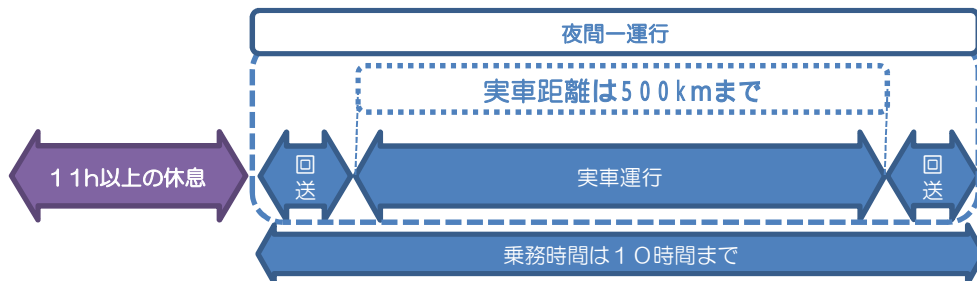 夜間一運行
実車距離は500kmまで
11h以上の休息
回送
実車運行
回送
乗務時間は10時間まで